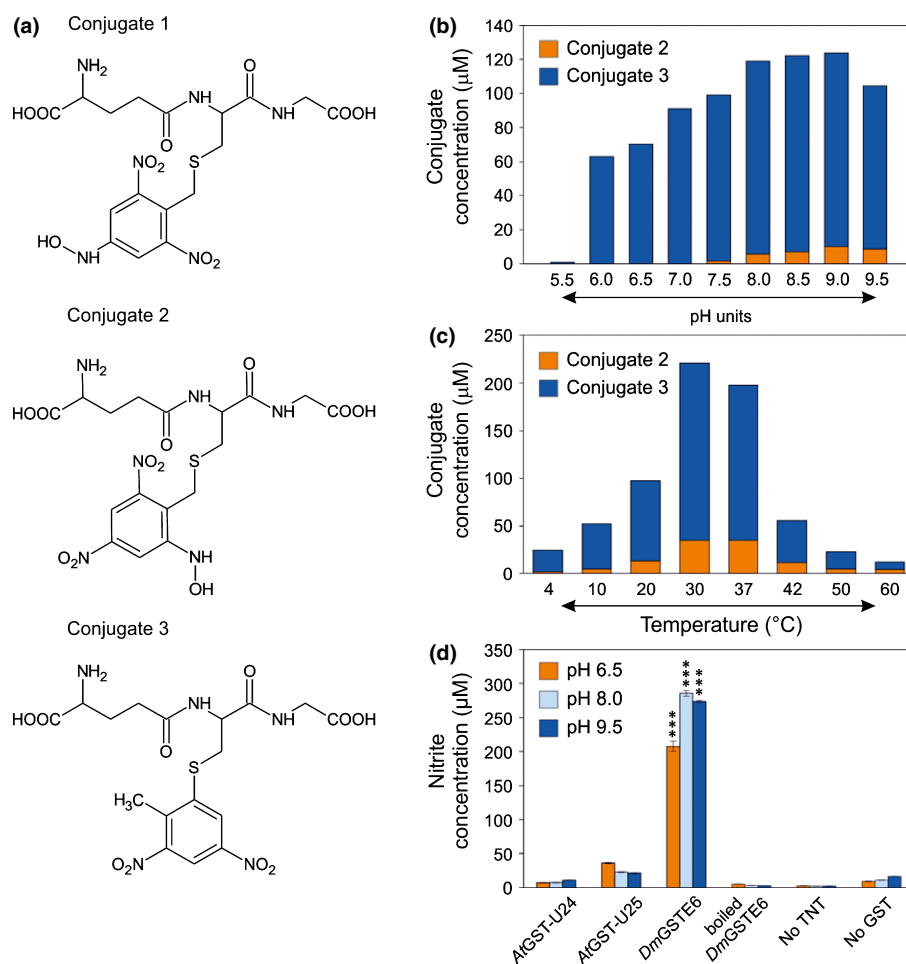 (a)
Conjugate 1
NH₂
HOOC
O
NH
O
NH
COOH
NO₂
S
HO
NH
NO₂
Conjugate 2
NH₂
HOOC
O
NH
O
NH
COOH
NO₂
S
O₂N
NH
OH
Conjugate 3
NH₂
HOOC
O
NH
O
NH
COOH
S
H₃C
O₂N
NO₂
(b)
Conjugate concentration (µM)
140
120
100
80
60
40
20
0
Conjugate 2
Conjugate 3
5.5 6.0 6.5 7.0 7.5 8.0 8.5 9.0 9.5
pH units
(c)
Conjugate concentration (µM)
250
200
150
100
50
0
Conjugate 2
Conjugate 3
4 10 20 30 37 42 50 60
Temperature (°C)
(d)
Nitrite concentration (µM)
350
300
250
200
150
100
50
0
pH 6.5
pH 8.0
pH 9.5
***
***
***
AtGST-U24
AtGST-U25
DmGSTE6
boiled
DmGSTE6
No TNT
No GST